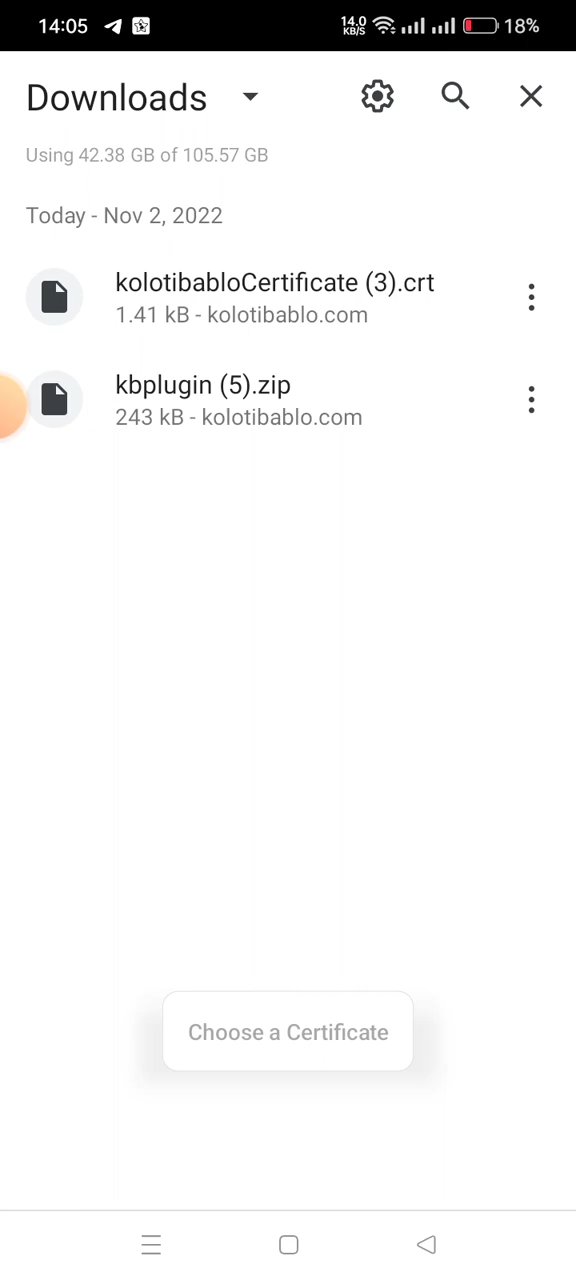 14:05 14.0 KB/S 18%
Downloads
Using 42.38 GB of 105.57 GB
Today - Nov 2, 2022
kolotibabloCertificate (3).crt
1.41 kB - kolotibablo.com
kbplugin (5).zip
243 kB - kolotibablo.com
Choose a Certificate